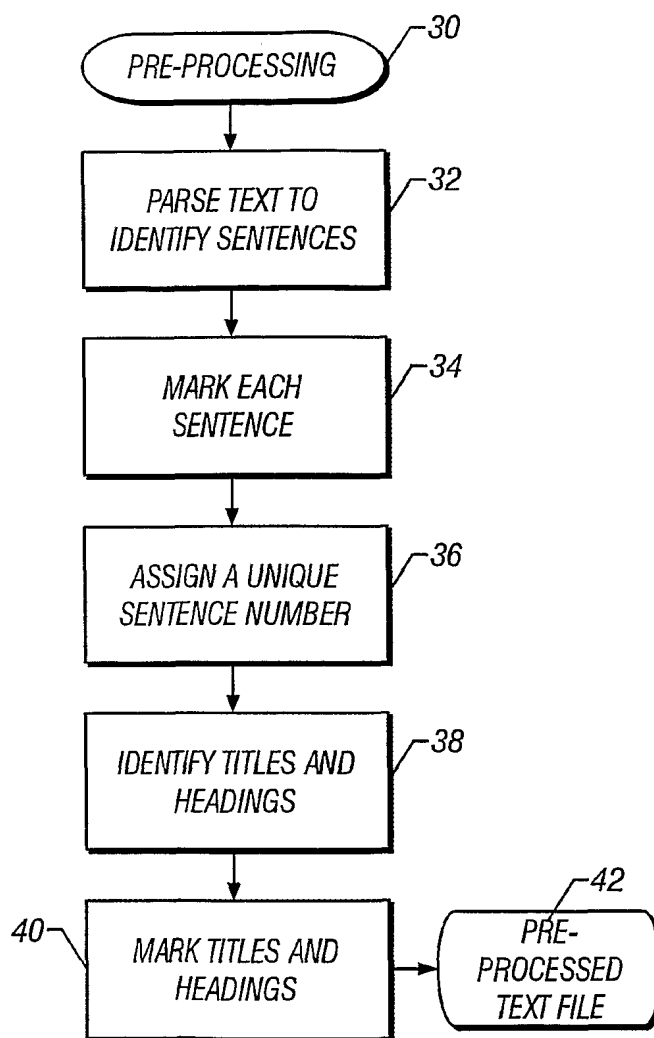 30
PRE-PROCESSING
32
PARSE TEXT TO
IDENTIFY SENTENCES
34
MARK EACH
SENTENCE
36
ASSIGN A UNIQUE
SENTENCE NUMBER
38
IDENTIFY TITLES AND
HEADINGS
40
MARK TITLES AND
HEADINGS
42
PRE-
PROCESSED
TEXT FILE